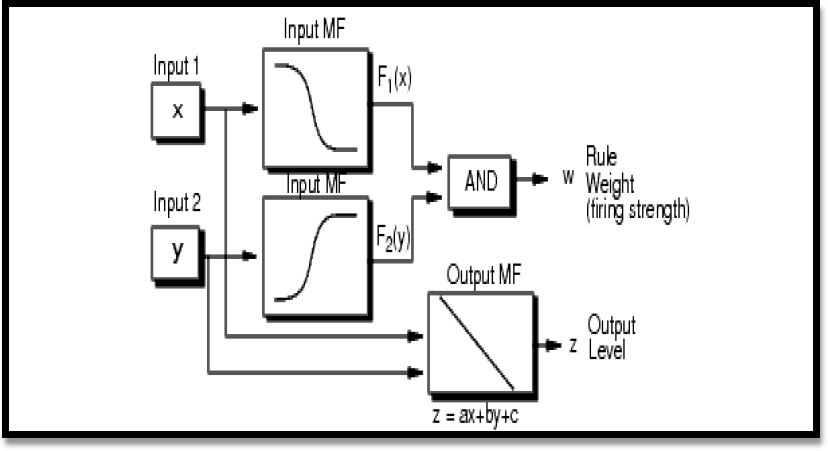 Input MF
Input 1
x
F₁(x)
Input MF
AND
w
Rule
Weight
(firing strength)
Input 2
y
F₂(y)
Output MF
z
Output
Level
z = ax+by+c